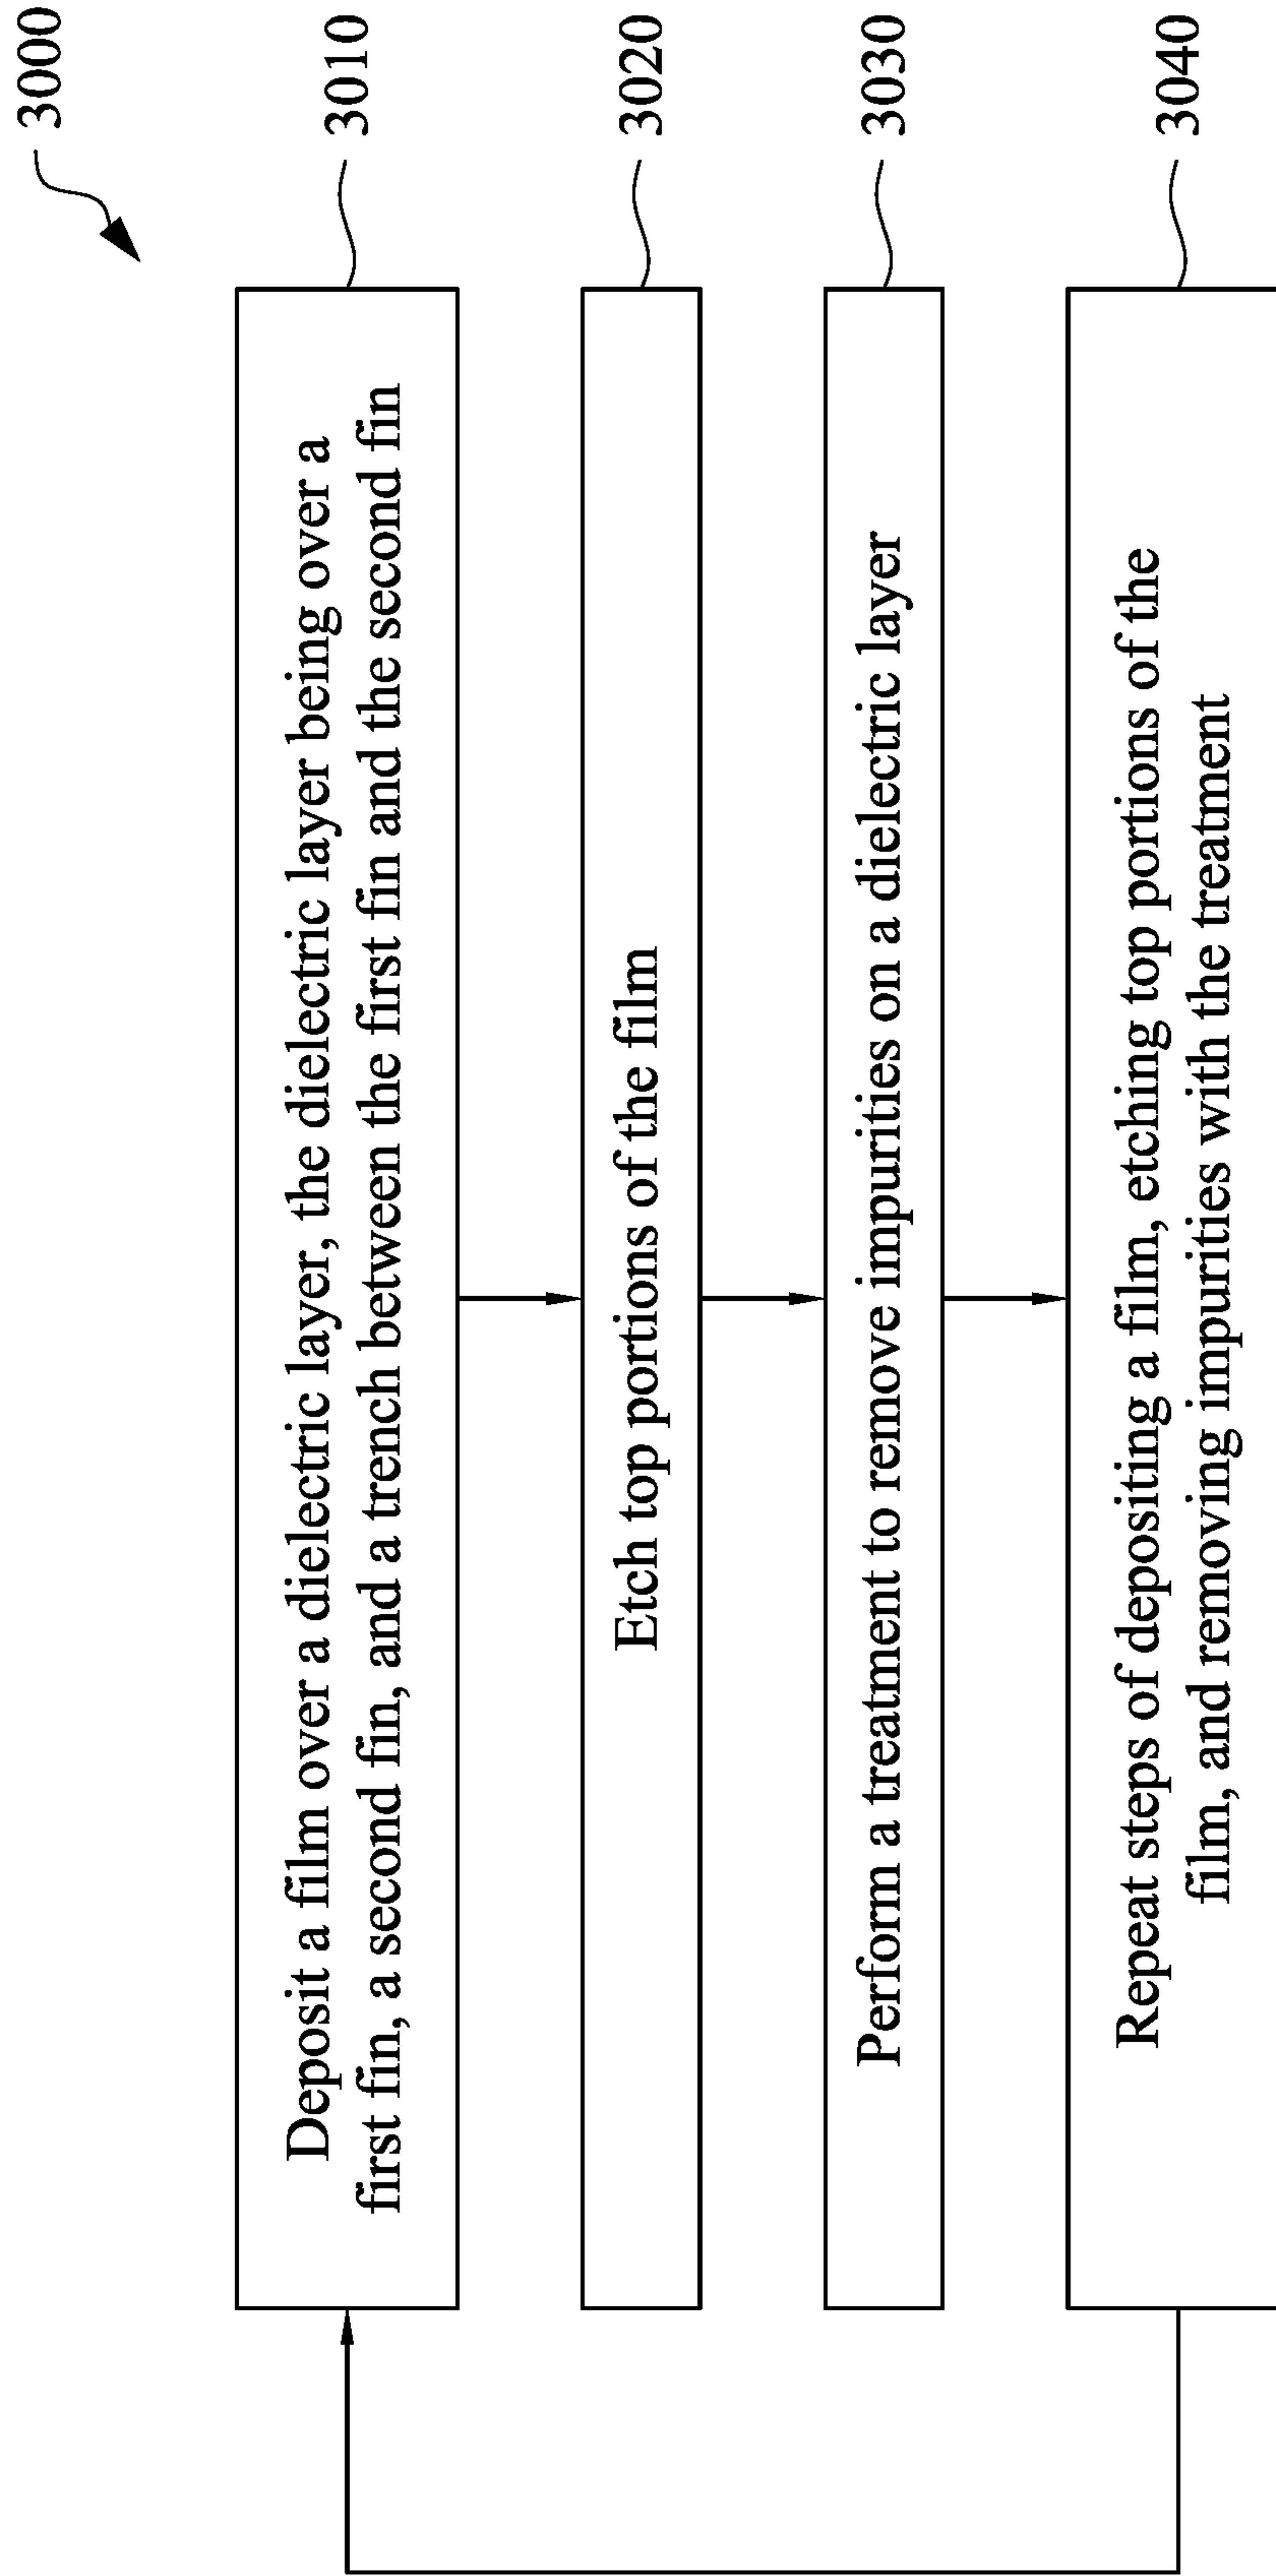 3000
Deposit a film over a dielectric layer, the dielectric layer being over a
first fin, a second fin, and a trench between the first fin and the second fin
3010
Etch top portions of the film
3020
Perform a treatment to remove impurities on a dielectric layer
3030
Repeat steps of depositing a film, etching top portions of the
film, and removing impurities with the treatment
3040